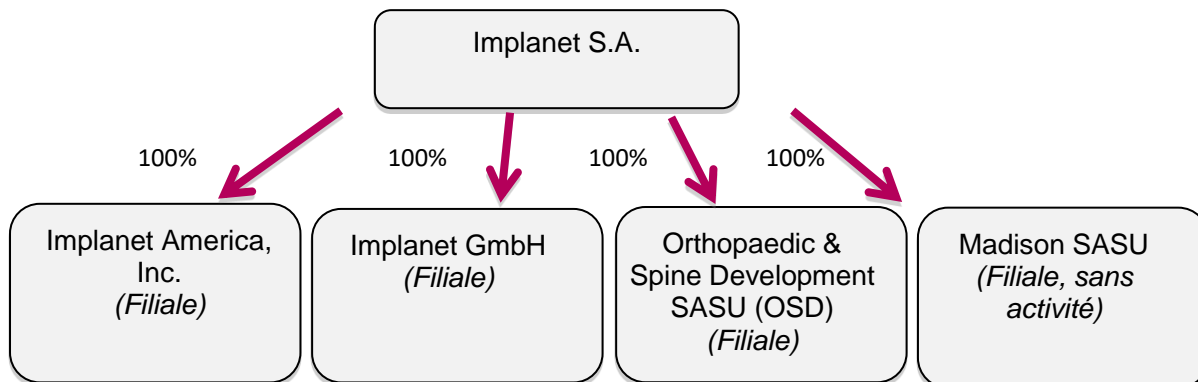 Implanet S.A.
100%
100%
100%
100%
Implanet America,
Inc.
(Filiale)
Implanet GmbH
(Filiale)
Orthopaedic &
Spine Development
SASU (OSD)
(Filiale)
Madison SASU
(Filiale, sans
activité)